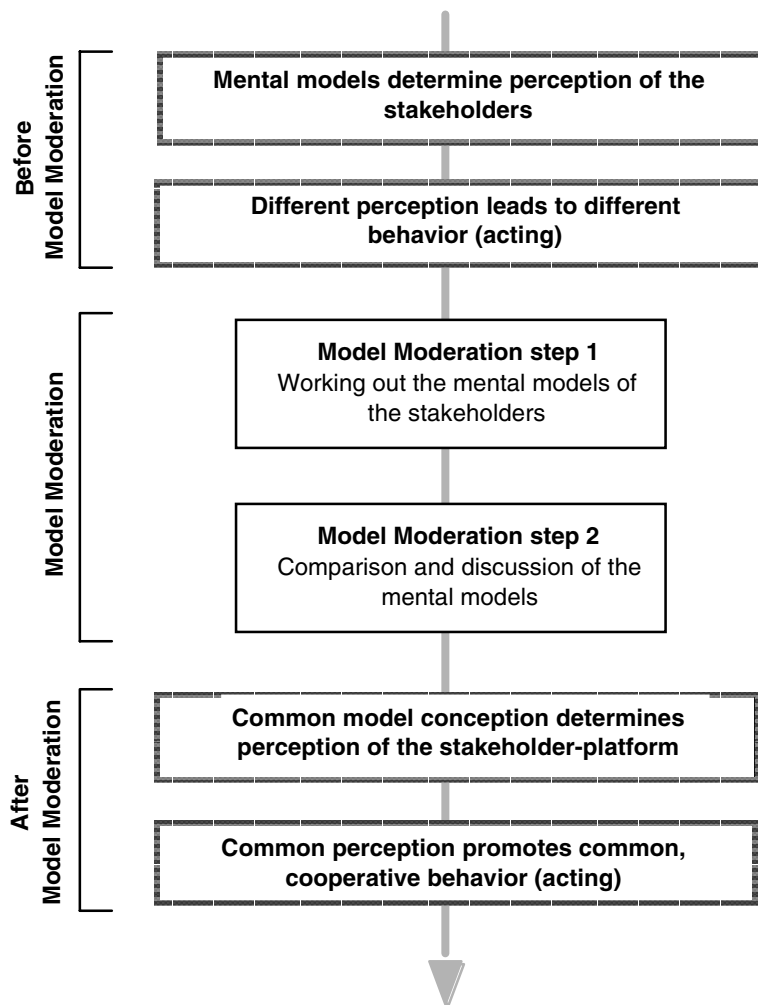 Before
Model Moderation
Mental models determine perception of the
stakeholders
Different perception leads to different
behavior (acting)
Model Moderation
Model Moderation step 1
Working out the mental models of
the stakeholders
Model Moderation step 2
Comparison and discussion of the
mental models
After
Model Moderation
Common model conception determines
perception of the stakeholder-platform
Common perception promotes common,
cooperative behavior (acting)